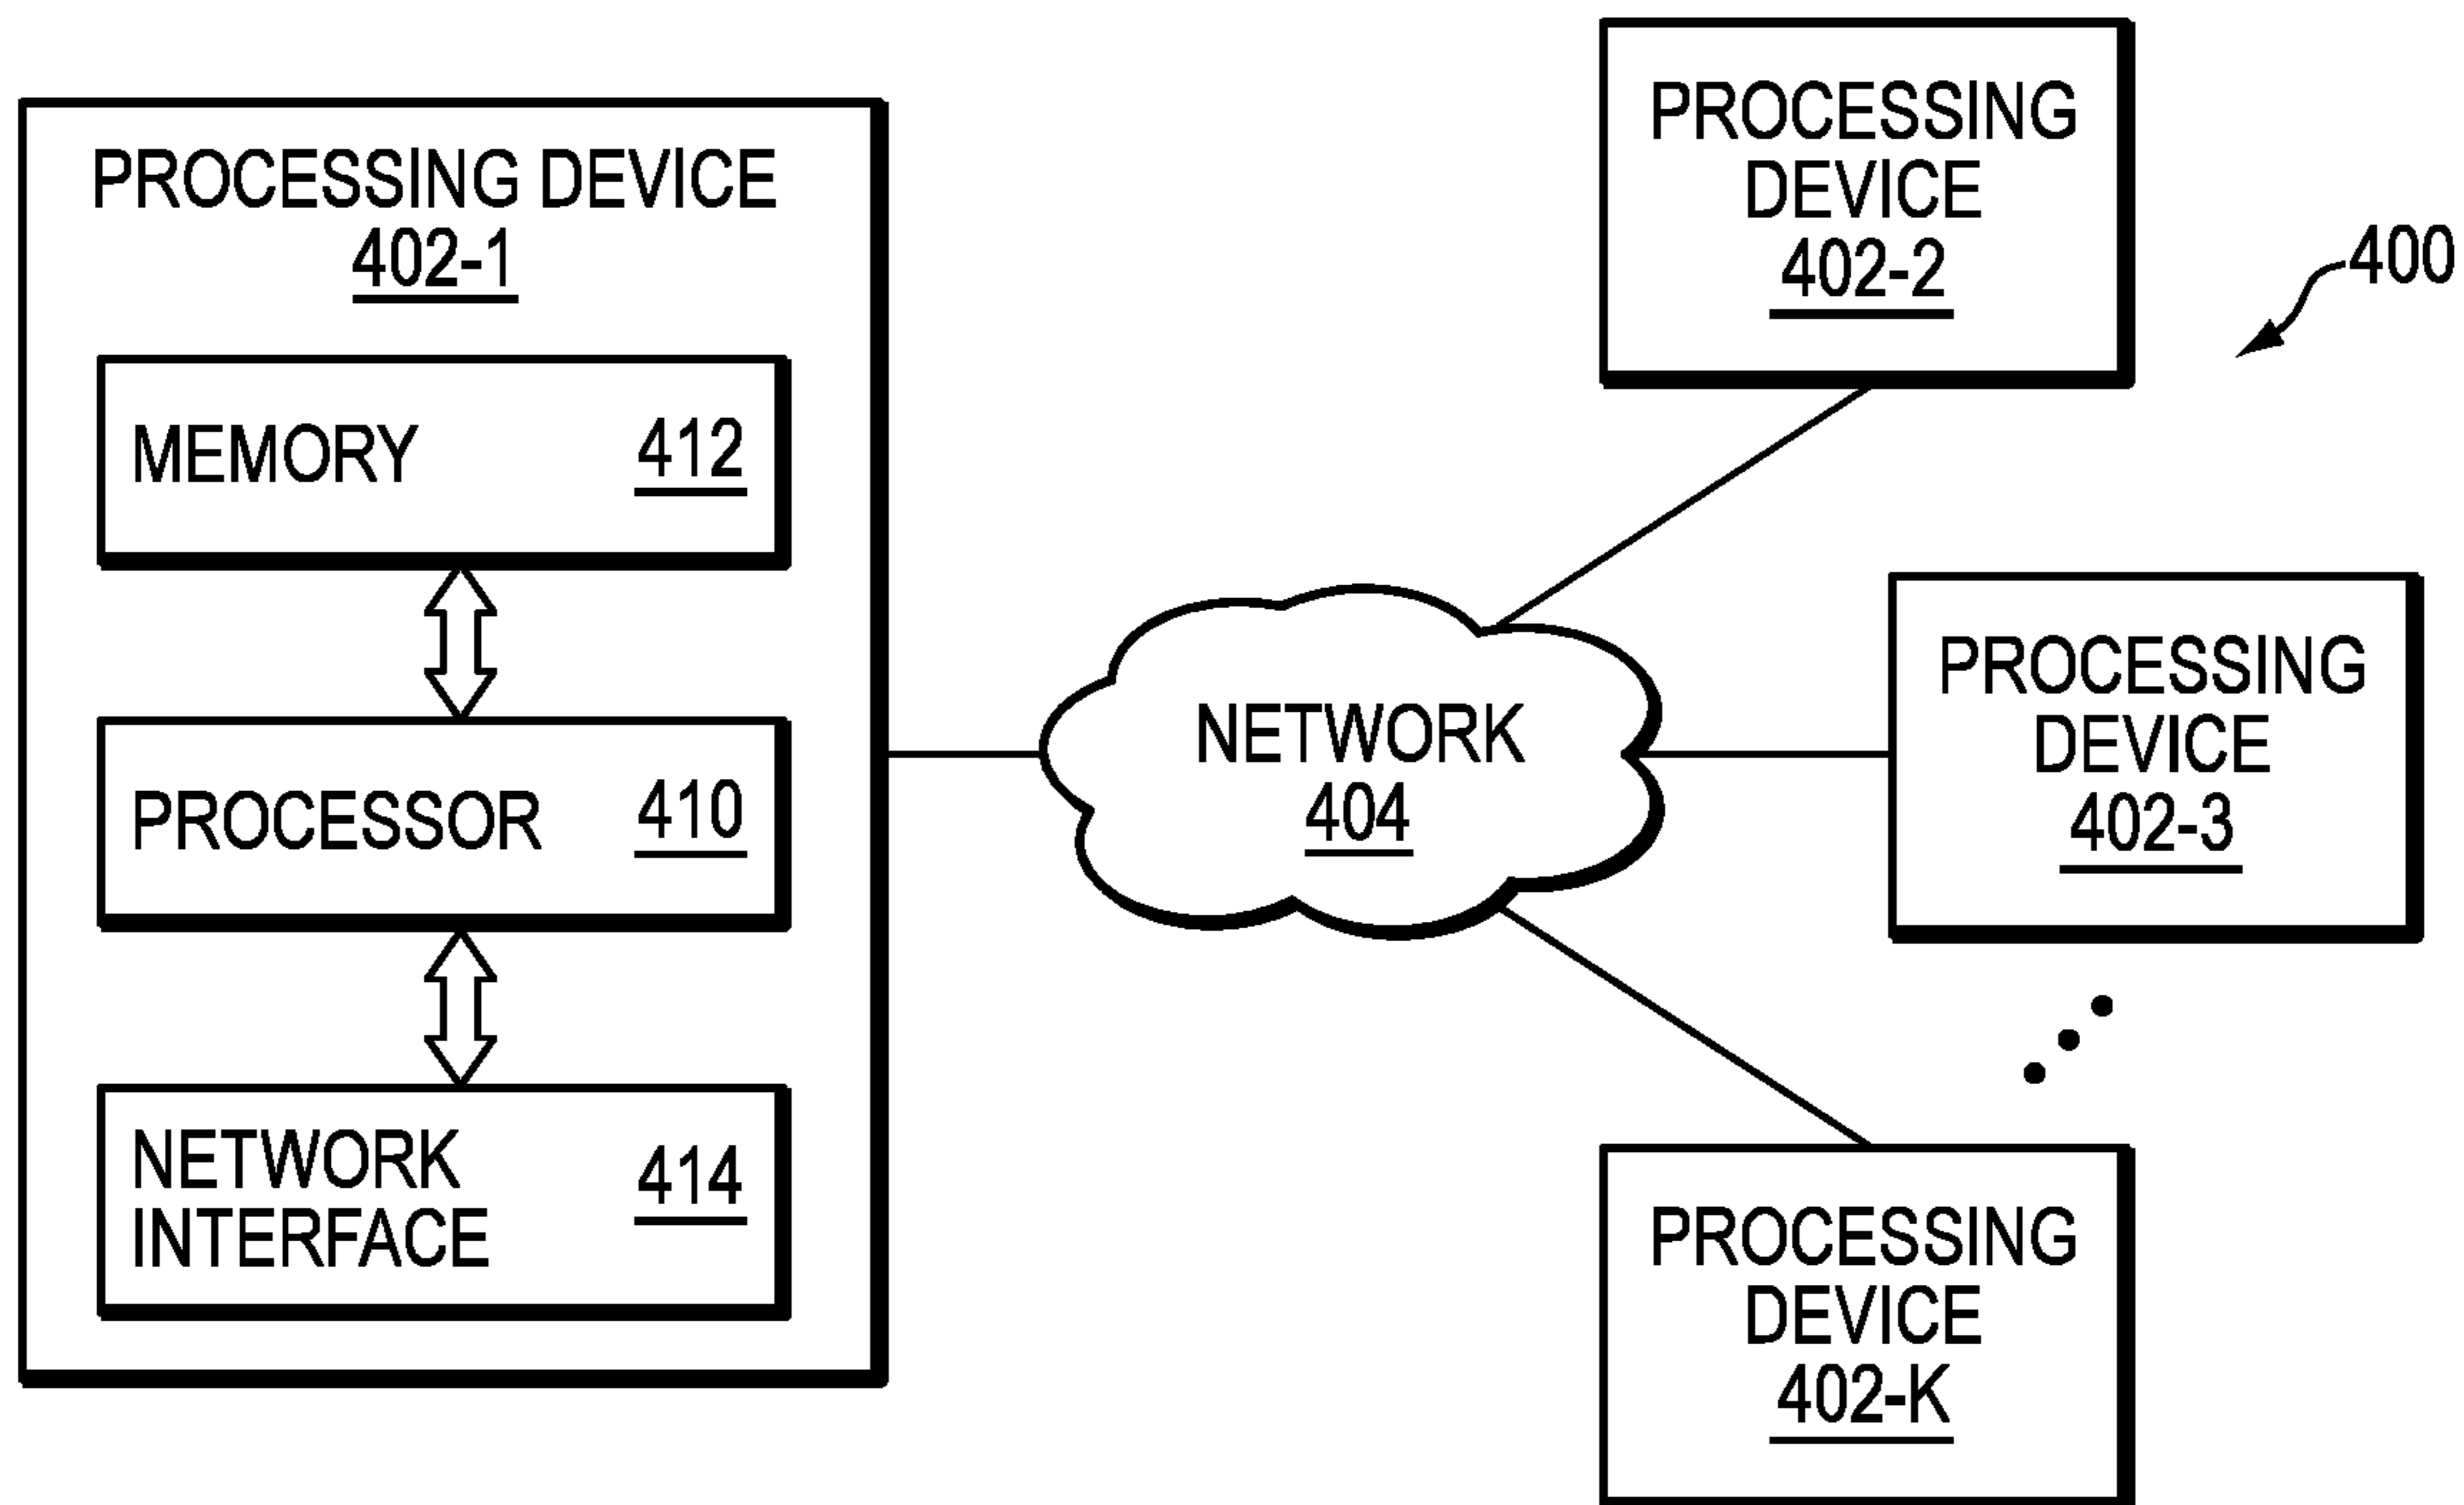 PROCESSING DEVICE
402-1
MEMORY 412
PROCESSOR 410
NETWORK
INTERFACE
414
NETWORK
404
PROCESSING
DEVICE
402-2
400
PROCESSING
DEVICE
402-3
PROCESSING
DEVICE
402-K